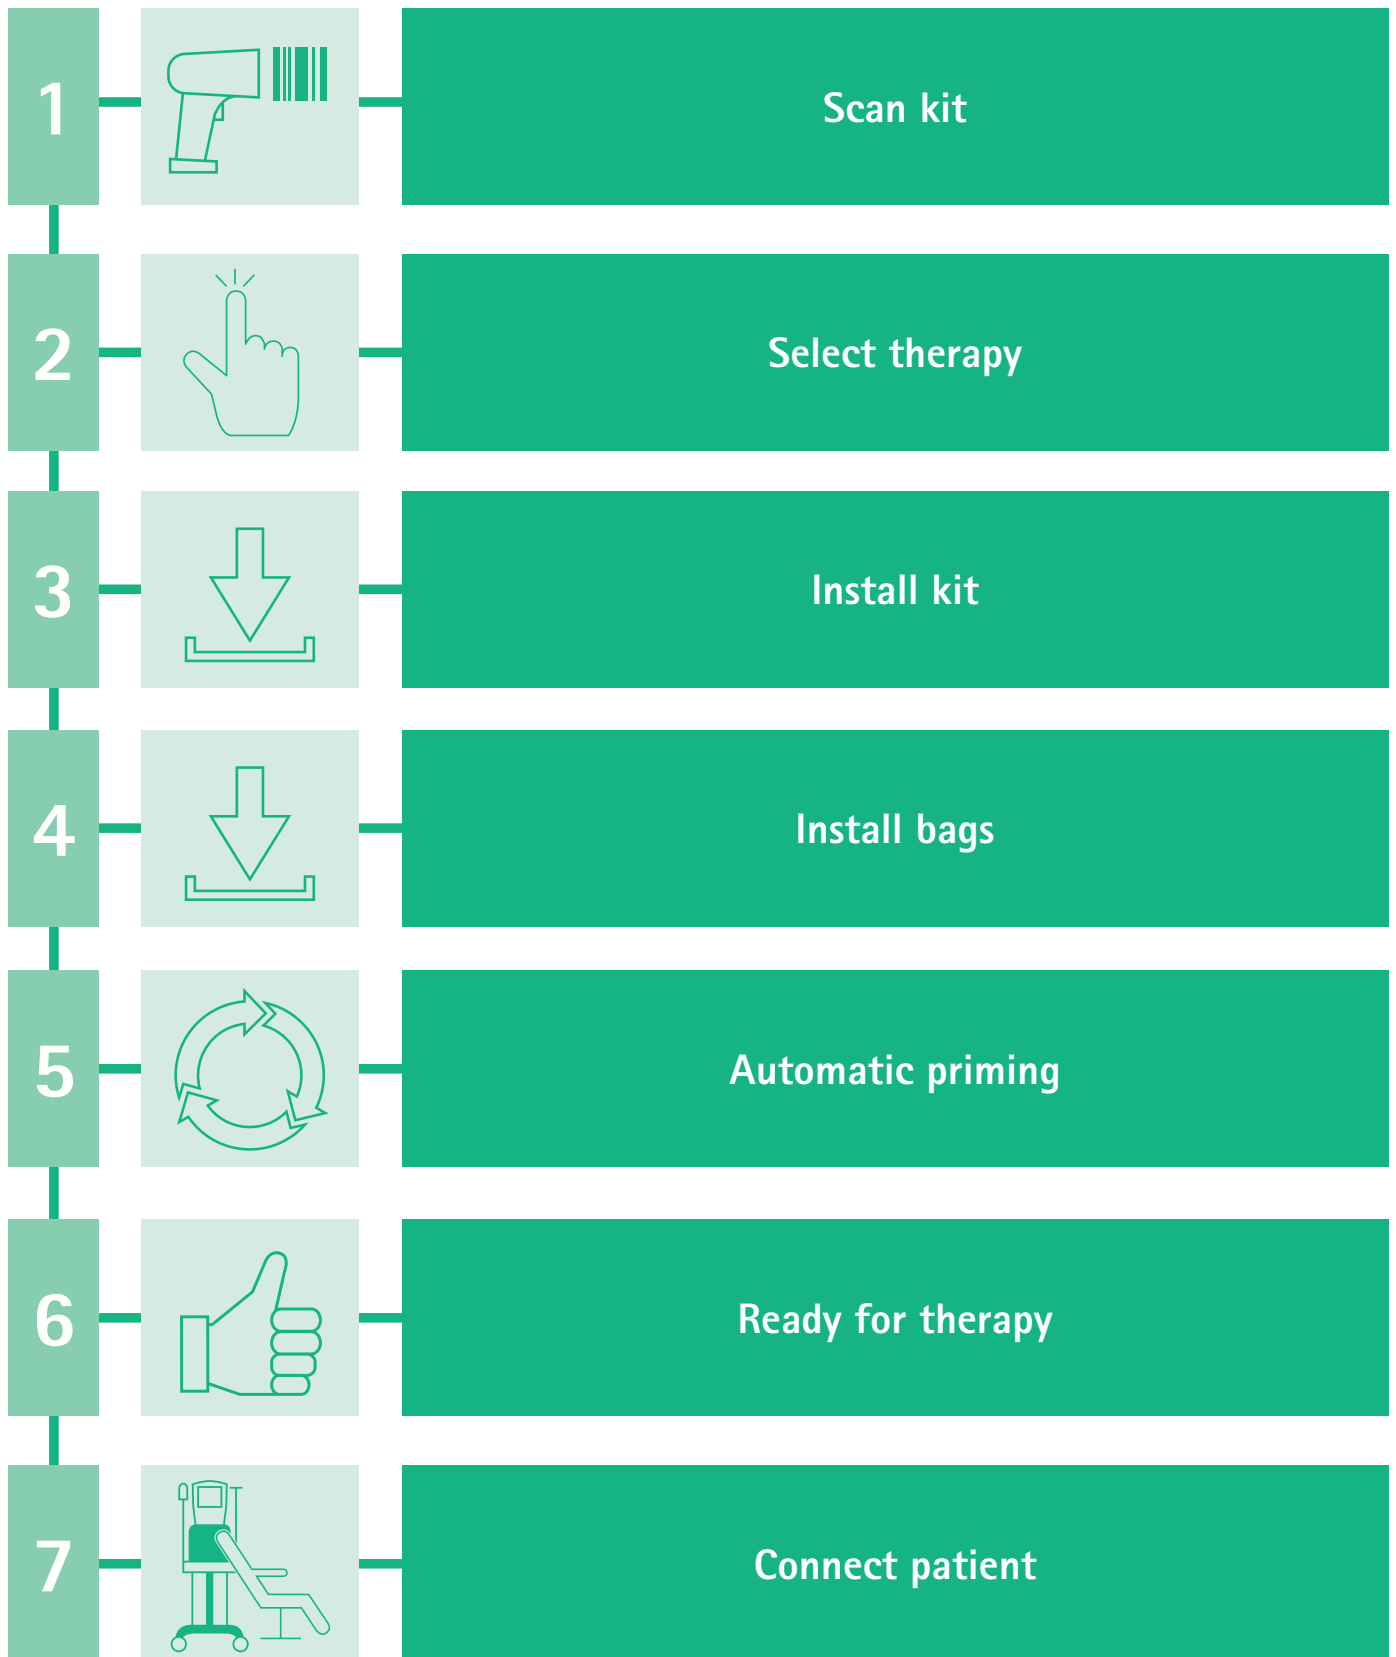 1
Scan kit
2
Select therapy
3
Install kit
4
Install bags
5
Automatic priming
6
Ready for therapy
7
Connect patient